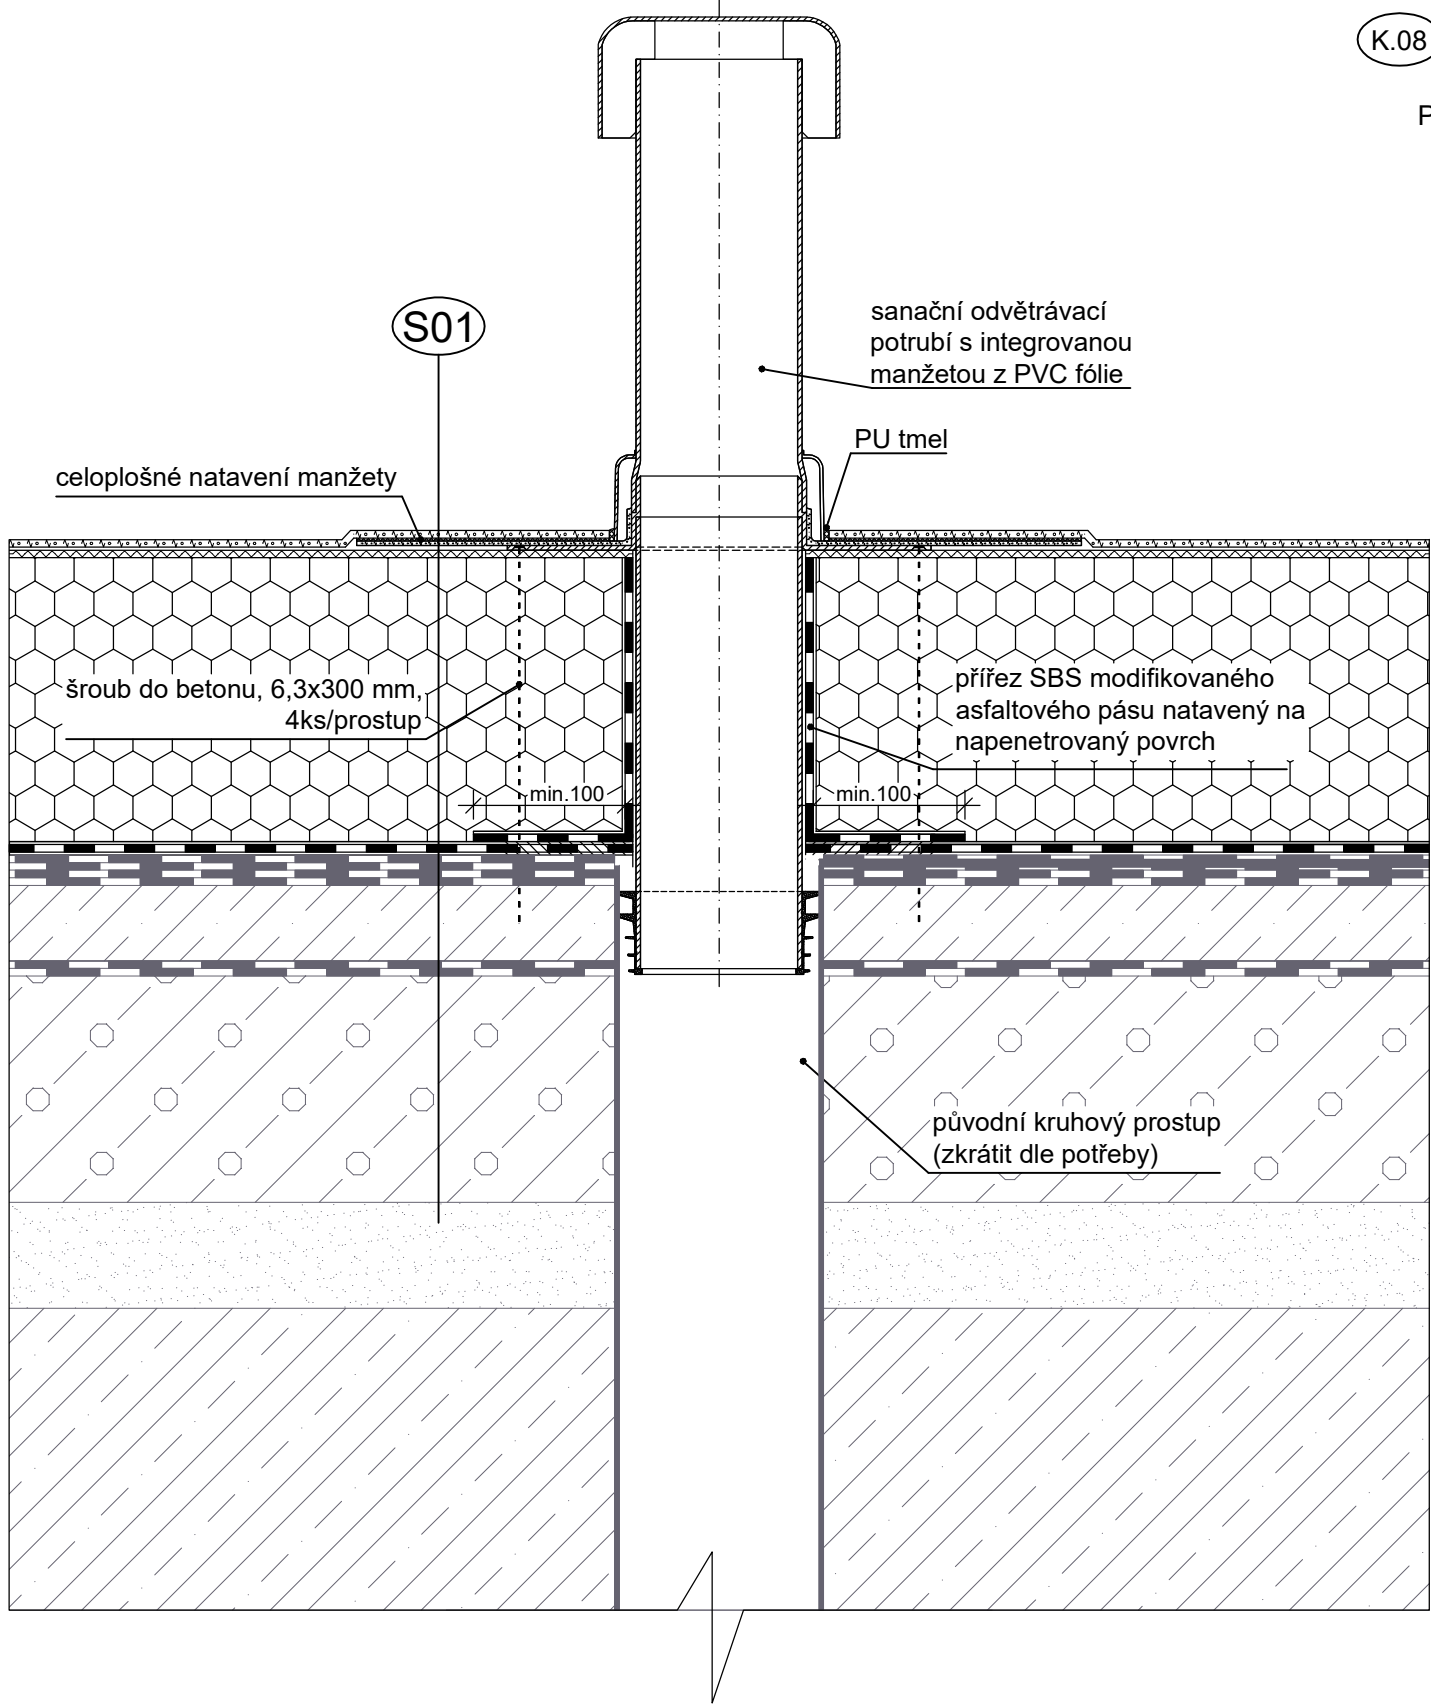 K.08
P
S01
sanační odvětrávací
potrubí s integrovanou
manžetou z PVC fólie
PU tmel
celoplošné natavení manžety
šroub do betonu, 6,3x300 mm,
4ks/prostup
přířez SBS modifikovaného
asfaltového pásu natavený na
napenetrovaný povrch
min.100
min.100
původní kruhový prostup
(zkrátit dle potřeby)